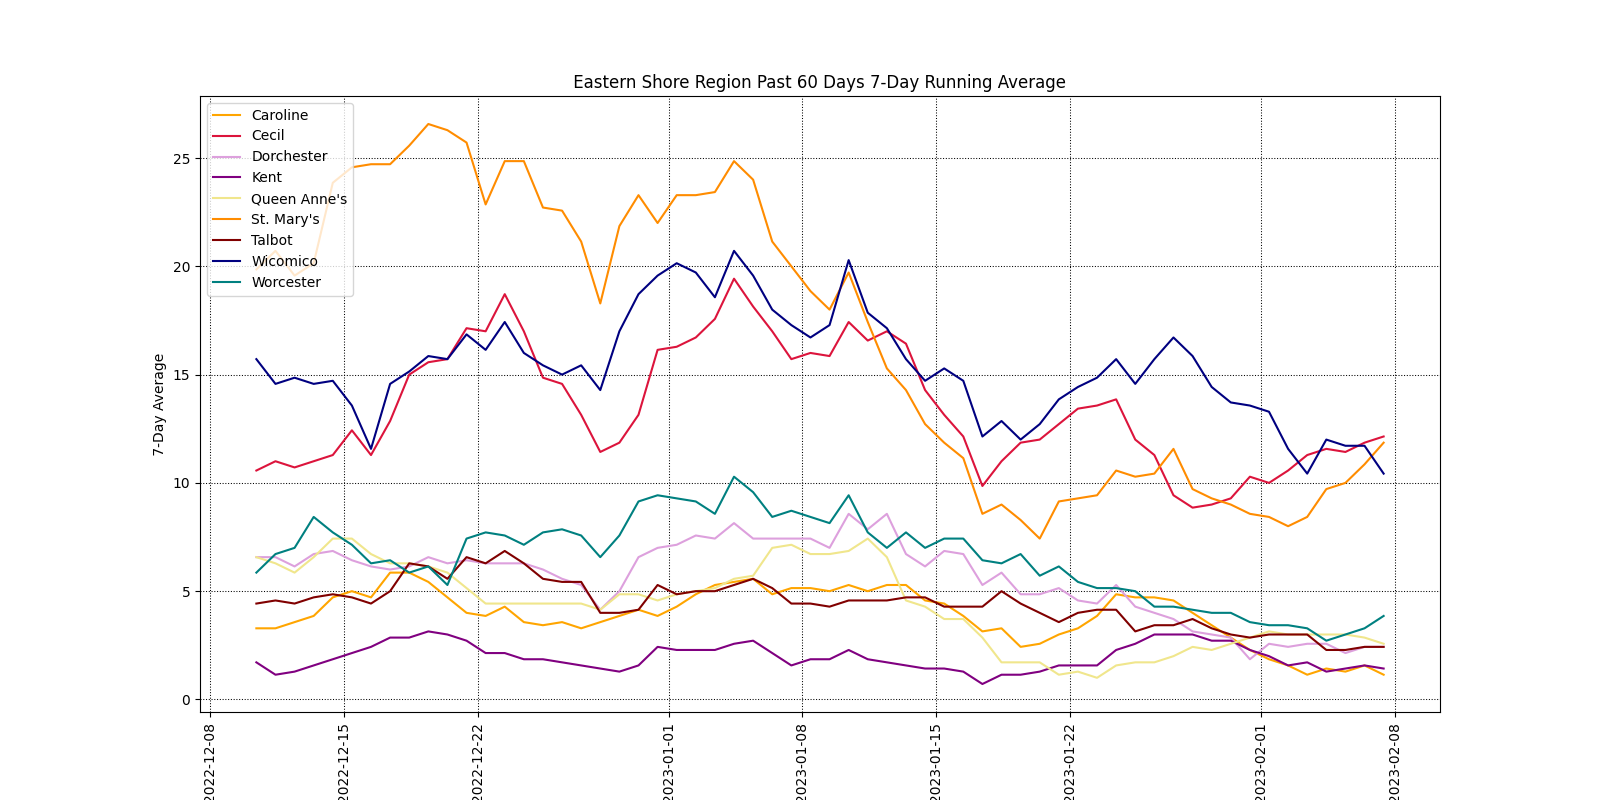 Eastern Shore Region Past 60 Days 7-Day Running Average
Caroline
Cecil
Dorchester
Kent
Queen Anne's
St. Mary's
Talbot
Wicomico
Worcester
7-Day Average
25
20
15
10
5
0
2022-12-08
2022-12-15
2022-12-22
2023-01-01
2023-01-08
2023-01-15
2023-01-22
2023-02-01
2023-02-08